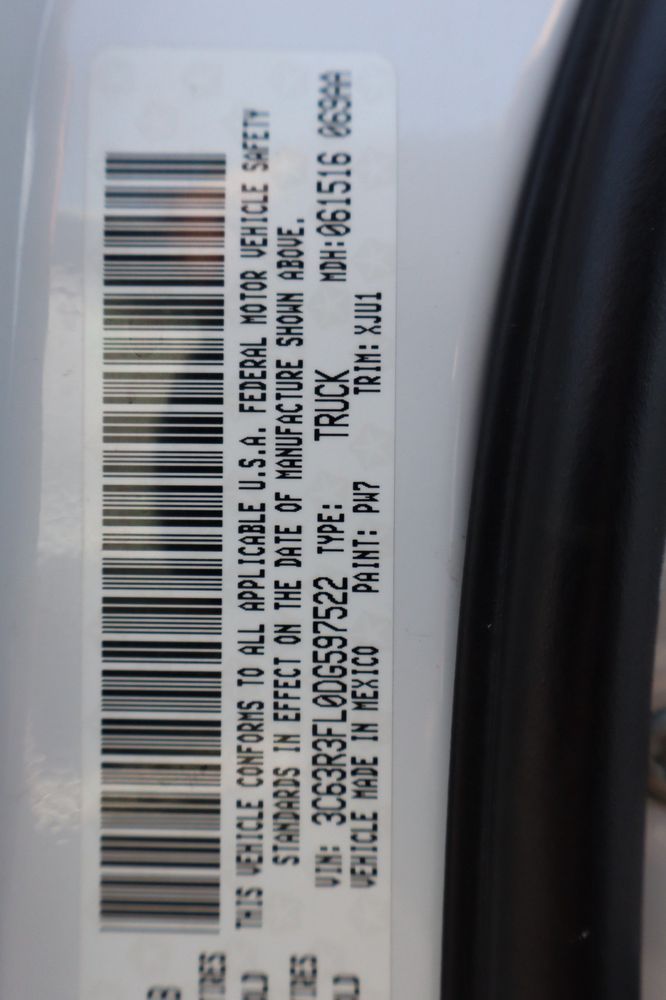 THIS VEHICLE CONFORMS TO ALL APPLICABLE U.S.A. FEDERAL MOTOR VEHICLE SAFETY
STANDARDS IN EFFECT ON THE DATE OF MANUFACTURE SHOWN ABOVE.
VIN: 3C63R3FL0DG597522 TYPE: TRUCK MDH:061516 069AA
VEHICLE MADE IN MEXICO PAINT: PW7 TRIM: XJU1